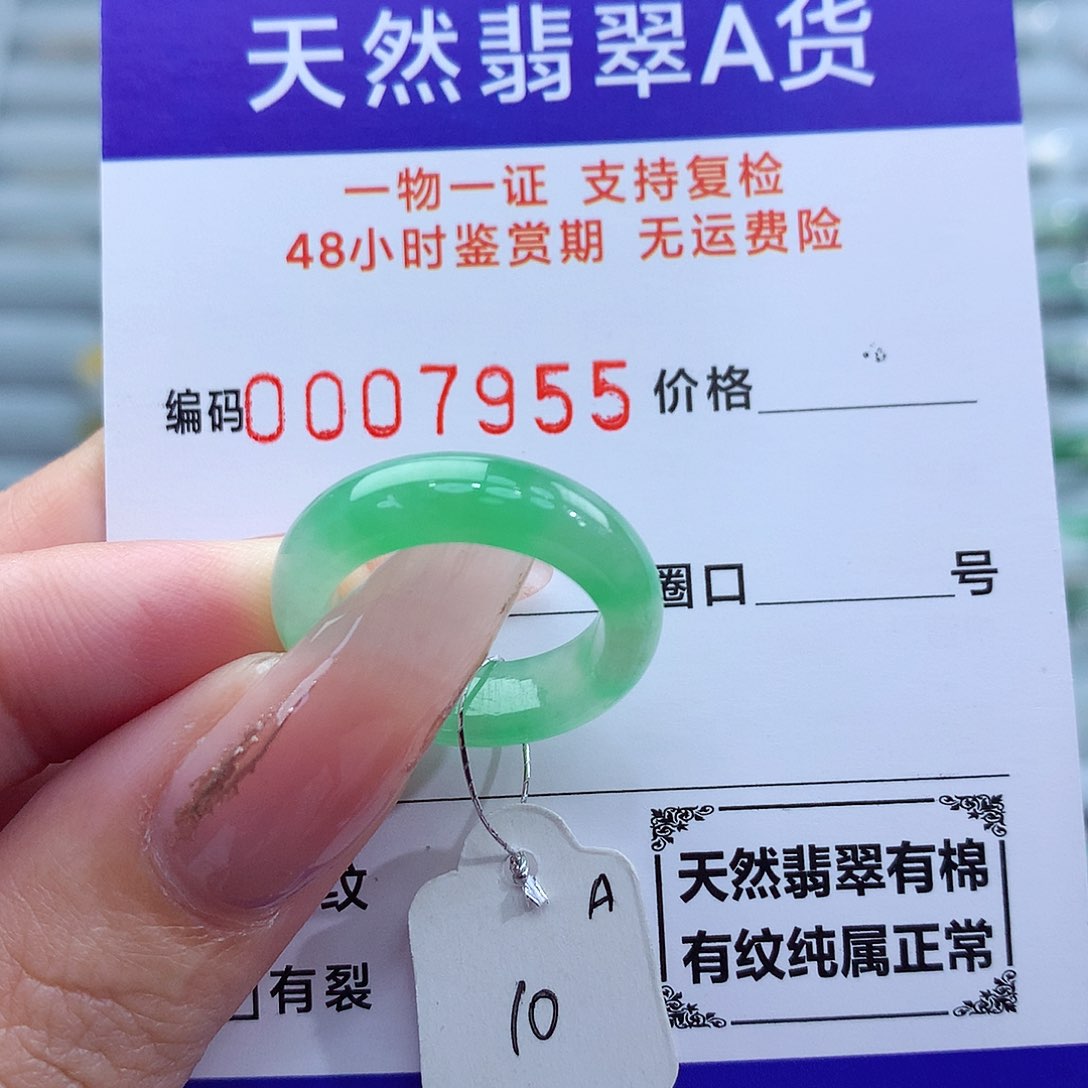 天然翡翠A货
一物一证 支持复检
48小时鉴赏期 无运费险
编码0007955 价格
圈口 号
纹
有裂
天然翡翠有棉
有纹纯属正常
A
10